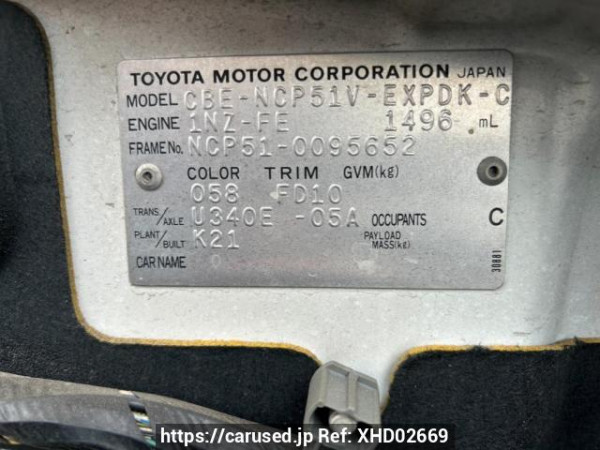 TOYOTA MOTOR CORPORATION JAPAN
MODEL CBE-NCP51V-EXPDK-C
ENGINE 1NZ-FE 1496 mL
FRAME No. NCP51-0095652
COLOR TRIM GVM(kg)
058 FD10
TRANS/AXLE U340E -05A OCCUPANTS C
PLANT/BUILT K21 PAYLOAD MASS(kg)
CAR NAME
30881
https://carused.jp Ref: XHD02669